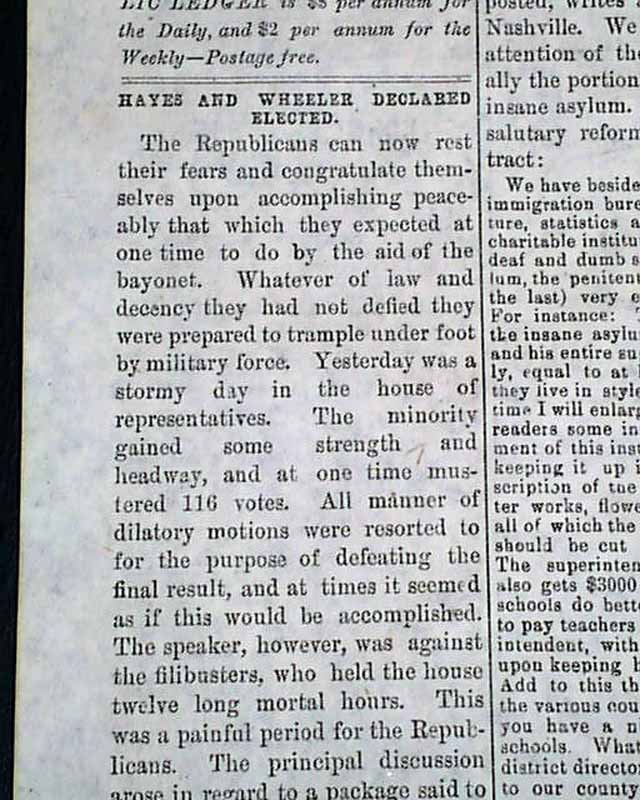 LIC LEDGER is $8 per annum for
the Daily, and $2 per annum for the
Weekly—Postage free.
HAYES AND WHEELER DECLARED
ELECTED.
The Republicans can now rest
their fears and congratulate them-
selves upon accomplishing peace-
ably that which they expected at
one time to do by the aid of the
bayonet. Whatever of law and
decency they had not defied they
were prepared to trample under foot
by military force. Yesterday was a
stormy day in the house of
representatives. The minority
gained some strength and
headway, and at one time mus-
tered 116 votes. All manner of
dilatory motions were resorted to
for the purpose of defeating the
final result, and at times it seemed
as if this would be accomplished.
The speaker, however, was against
the filibusters, who held the house
twelve long mortal hours. This
was a painful period for the Repub-
licans. The principal discussion
arose in regard to a package said to
posted, writes
Nashville. We
attention of the
ally the portion
insane asylum.
salutary reform
tract:
We have beside
immigration bure
ture, statistics a
charitable institu
deaf and dumb s
lum, the penitent
the last) very e
For instance:
the insane asylu
and his entire su
ly, equal to at l
they live in style
time I will enlarg
readers some in
ment of this inst
keeping it up i
scription of tne
ter works, flowe
all of which the
should be cut
The superinten
also gets $3000
schools do bette
to pay teachers
intendent, with
upon keeping h
Add to this th
the various cou
you have a n
schools. What
district director
to our county